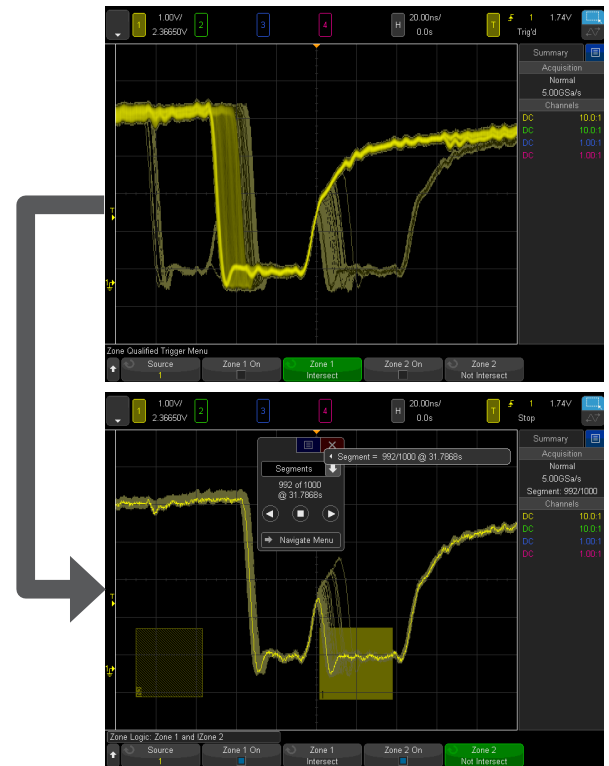 1 1.00V/ 2 3 4 H 20.00ns/ T 1 1.74V
2.36650V 0.0s Trig'd
Summary
Acquisition
Normal
5.00GSa/s
Channels
DC 10.0:1
DC 10.0:1
DC 1.00:1
DC 1.00:1
T
1
Zone Qualified Trigger Menu
Source Zone 1 On Zone 1 Zone 2 On Zone 2
1 Intersect Not Intersect
1 1.00V/ 2 3 4 H 20.00ns/ T 1 1.74V
2.36650V 0.0s Stop
Summary
Acquisition
Normal
5.00GSa/s
Segment: 992/1000
Channels
DC 10.0:1
DC 10.0:1
DC 1.00:1
DC 1.00:1
Segment = 992/1000 @ 31.7868s
Segments
992 of 1000
@ 31.7868s
Navigate Menu
T
1
Zone Logic: Zone 1 and !Zone 2
Source Zone 1 On Zone 1 Zone 2 On Zone 2
1 Intersect Not Intersect